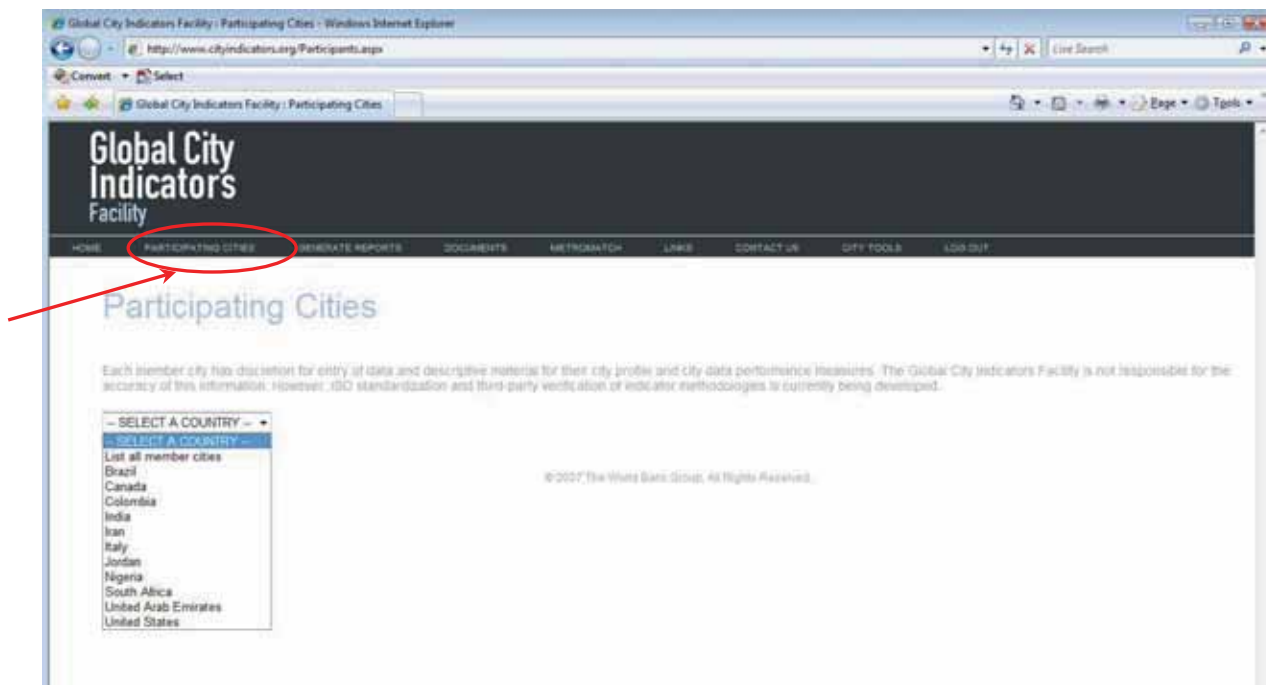 Global City Indicators Facility : Participating Cities - Windows Internet Explorer
http://www.cityindicators.org/Participants.aspx
Live Search
Convert Select
Global City Indicators Facility : Participating Cities
Page Tools
Global City
Indicators
Facility
HOME PARTICIPATING CITIES GENERATE REPORTS DOCUMENTS METROMATCH LINKS CONTACT US CITY TOOLS LOG OUT
Participating Cities
Each member city has discretion for entry of data and descriptive material for their city profile and city data performance measures. The Global City Indicators Facility is not responsible for the
accuracy of this information. However, ISO standardization and third-party verification of indicator methodologies is currently being developed.
-- SELECT A COUNTRY --
-- SELECT A COUNTRY --
List all member cities
Brazil
Canada
Colombia
India
Iran
Italy
Jordan
Nigeria
South Africa
United Arab Emirates
United States
© 2007 The World Bank Group, All Rights Reserved.